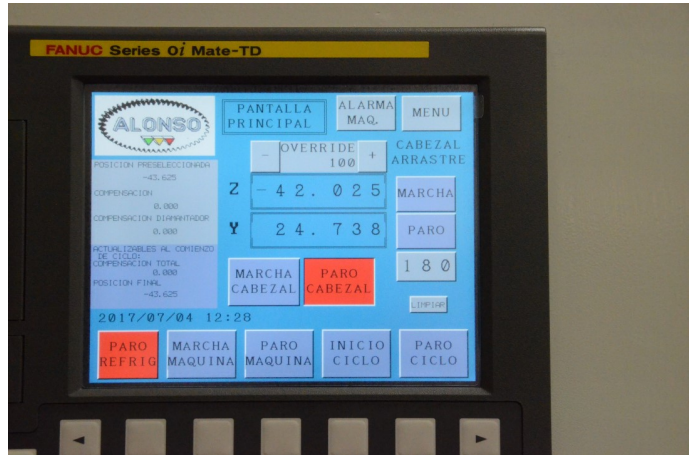 FANUC Series 0i Mate-TD
ALONSO
PANTALLA
PRINCIPAL
ALARMA
MAQ.
MENU
- OVERRIDE +
100
CABEZAL
ARRASTRE
POSICION PRESELECCIONADA
-43.625
COMPENSACION
0.000
COMPENSACION DIAMANTADOR
0.000
ACTUALIZABLES AL COMIENZO
DE CICLO:
COMPENSACION TOTAL
0.000
POSICION FINAL
-43.625
Z -42.025
Y 24.738
MARCHA
PARO
180
LIMPIAR
MARCHA
CABEZAL
PARO
CABEZAL
2017/07/04 12:28
PARO
REFRIG
MARCHA
MAQUINA
PARO
MAQUINA
INICIO
CICLO
PARO
CICLO